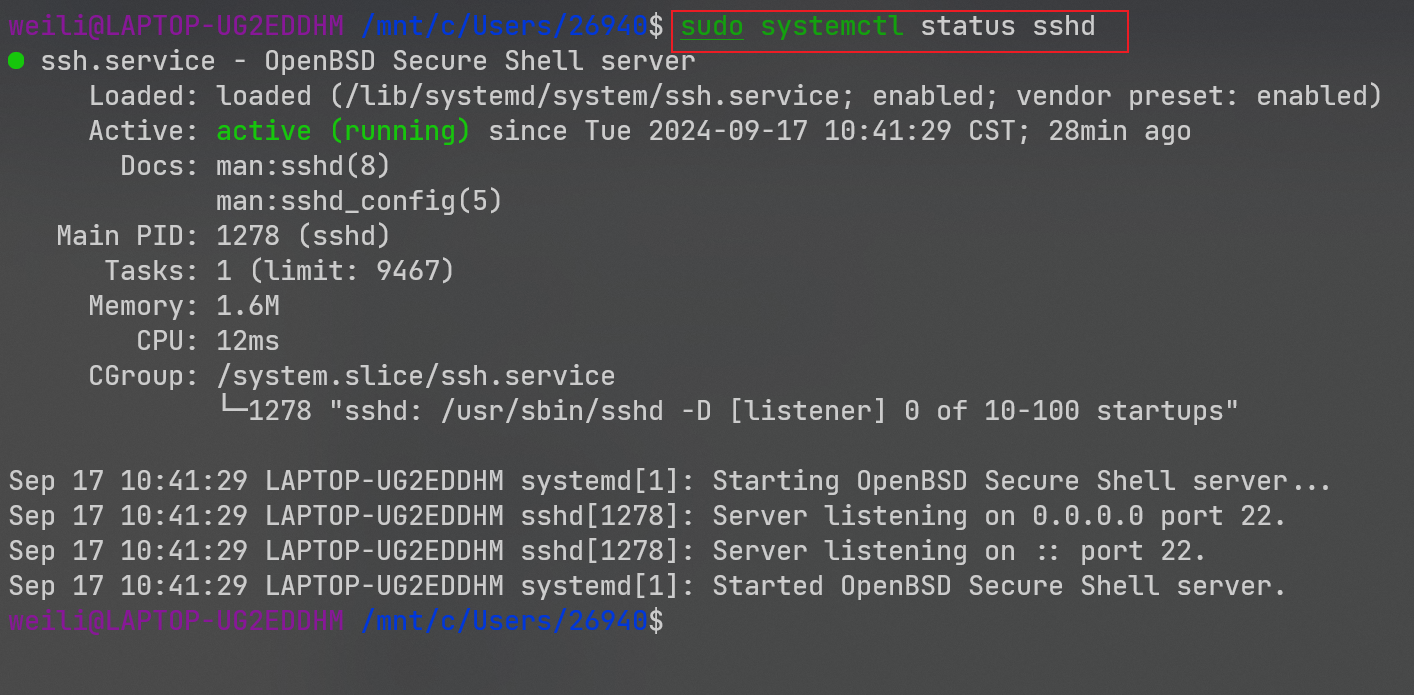 weili@LAPTOP-UG2EDDHM /mnt/c/Users/26940$ sudo systemctl status sshd
● ssh.service - OpenBSD Secure Shell server
     Loaded: loaded (/lib/systemd/system/ssh.service; enabled; vendor preset: enabled)
     Active: active (running) since Tue 2024-09-17 10:41:29 CST; 28min ago
       Docs: man:sshd(8)
             man:sshd_config(5)
   Main PID: 1278 (sshd)
      Tasks: 1 (limit: 9467)
     Memory: 1.6M
        CPU: 12ms
     CGroup: /system.slice/ssh.service
             └─1278 "sshd: /usr/sbin/sshd -D [listener] 0 of 10-100 startups"
Sep 17 10:41:29 LAPTOP-UG2EDDHM systemd[1]: Starting OpenBSD Secure Shell server...
Sep 17 10:41:29 LAPTOP-UG2EDDHM sshd[1278]: Server listening on 0.0.0.0 port 22.
Sep 17 10:41:29 LAPTOP-UG2EDDHM sshd[1278]: Server listening on :: port 22.
Sep 17 10:41:29 LAPTOP-UG2EDDHM systemd[1]: Started OpenBSD Secure Shell server.
weili@LAPTOP-UG2EDDHM /mnt/c/Users/26940$